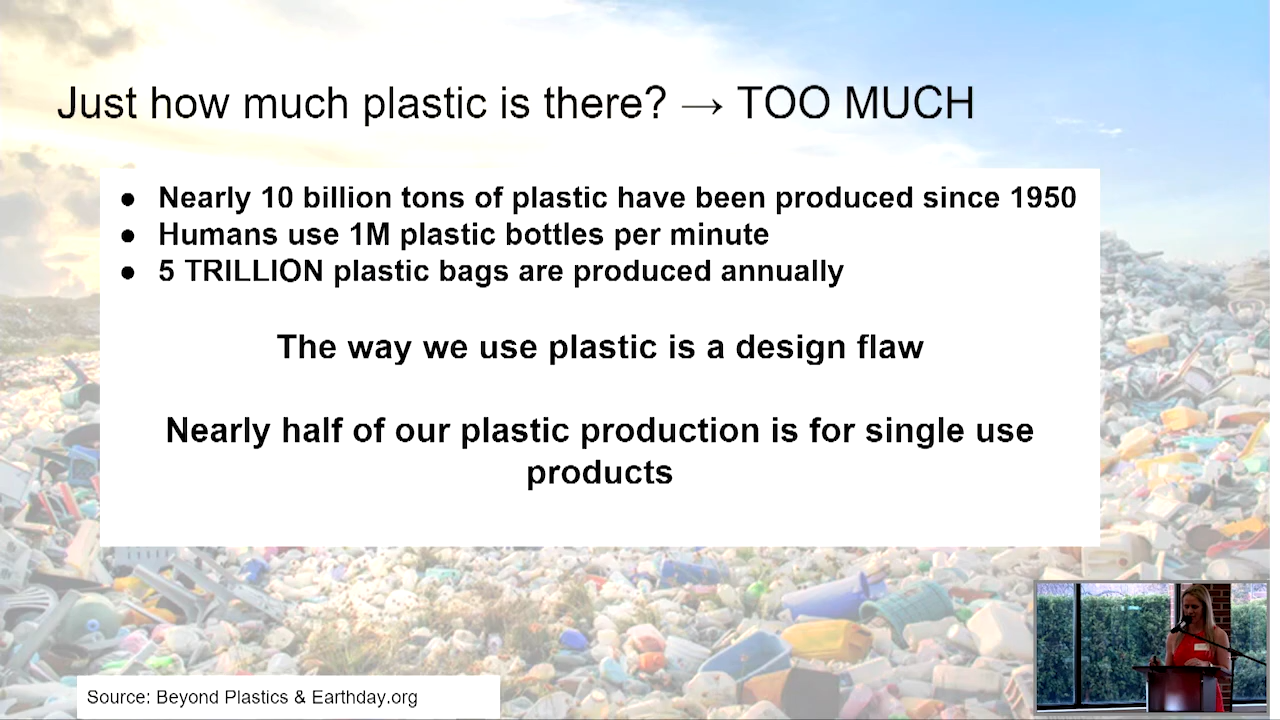 Just how much plastic is there? → TOO MUCH
● Nearly 10 billion tons of plastic have been produced since 1950
● Humans use 1M plastic bottles per minute
● 5 TRILLION plastic bags are produced annually
The way we use plastic is a design flaw
Nearly half of our plastic production is for single use
products
Source: Beyond Plastics & Earthday.org